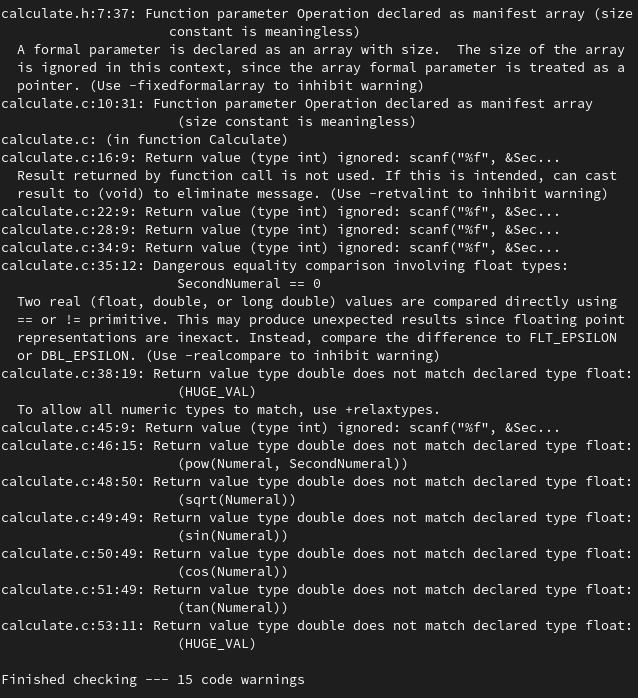 calculate.h:7:37: Function parameter Operation declared as manifest array (size
constant is meaningless)
A formal parameter is declared as an array with size.  The size of the array
is ignored in this context, since the array formal parameter is treated as a
pointer. (Use -fixedformalarray to inhibit warning)
calculate.c:10:31: Function parameter Operation declared as manifest array
(size constant is meaningless)
calculate.c: (in function Calculate)
calculate.c:16:9: Return value (type int) ignored: scanf("%f", &Sec...
Result returned by function call is not used. If this is intended, can cast
result to (void) to eliminate message. (Use -retvalint to inhibit warning)
calculate.c:22:9: Return value (type int) ignored: scanf("%f", &Sec...
calculate.c:28:9: Return value (type int) ignored: scanf("%f", &Sec...
calculate.c:34:9: Return value (type int) ignored: scanf("%f", &Sec...
calculate.c:35:12: Dangerous equality comparison involving float types:
SecondNumeral == 0
Two real (float, double, or long double) values are compared directly using
== or != primitive. This may produce unexpected results since floating point
representations are inexact. Instead, compare the difference to FLT_EPSILON
or DBL_EPSILON. (Use -realcompare to inhibit warning)
calculate.c:38:19: Return value type double does not match declared type float:
(HUGE_VAL)
To allow all numeric types to match, use +relaxtypes.
calculate.c:45:9: Return value (type int) ignored: scanf("%f", &Sec...
calculate.c:46:15: Return value type double does not match declared type float:
(pow(Numeral, SecondNumeral))
calculate.c:48:50: Return value type double does not match declared type float:
(sqrt(Numeral))
calculate.c:49:49: Return value type double does not match declared type float:
(sin(Numeral))
calculate.c:50:49: Return value type double does not match declared type float:
(cos(Numeral))
calculate.c:51:49: Return value type double does not match declared type float:
(tan(Numeral))
calculate.c:53:11: Return value type double does not match declared type float:
(HUGE_VAL)
Finished checking --- 15 code warnings